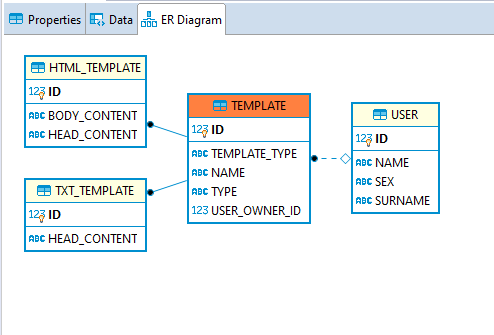 Properties
Data
ER Diagram
HTML_TEMPLATE
123 ID
ABC BODY_CONTENT
ABC HEAD_CONTENT
TXT_TEMPLATE
123 ID
ABC HEAD_CONTENT
TEMPLATE
123 ID
ABC TEMPLATE_TYPE
ABC NAME
ABC TYPE
123 USER_OWNER_ID
USER
123 ID
ABC NAME
ABC SEX
ABC SURNAME